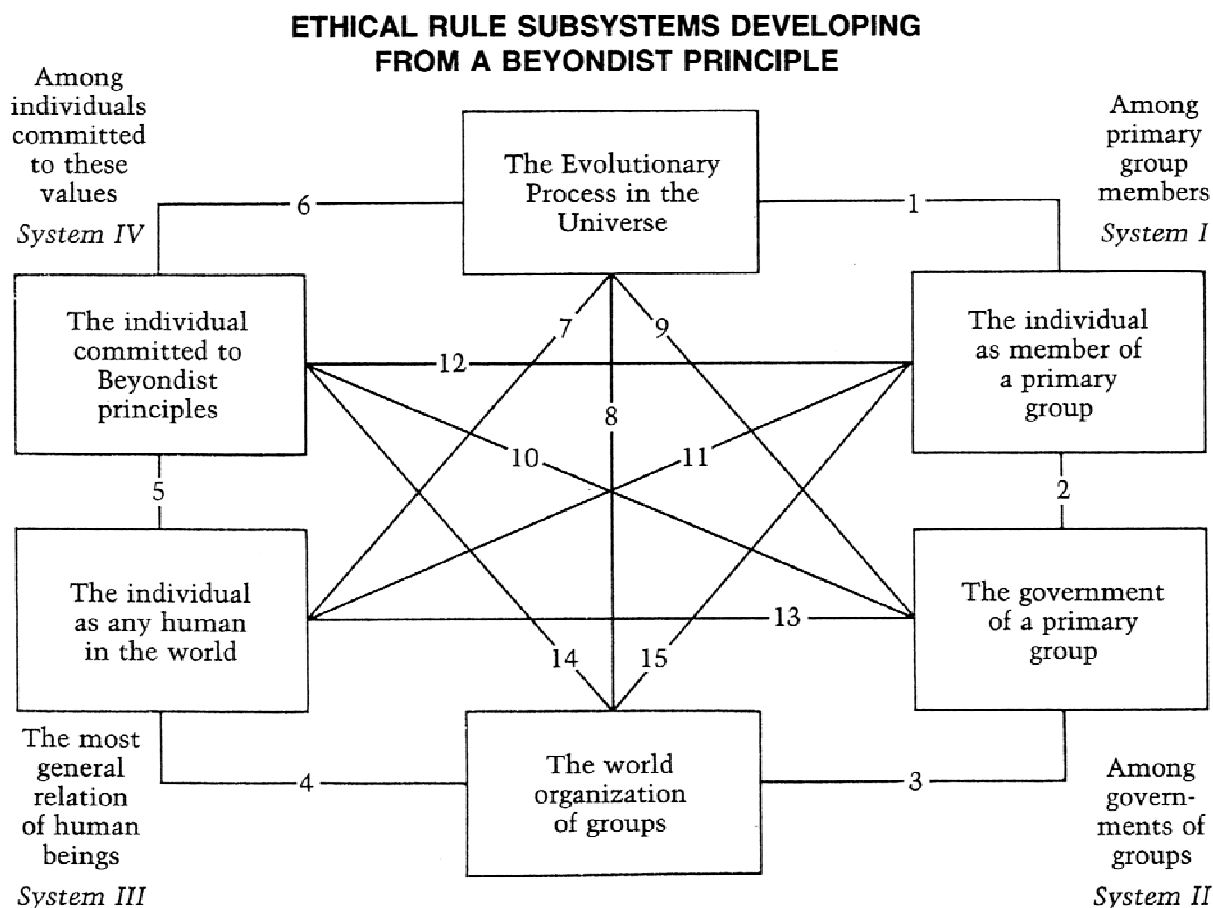 ETHICAL RULE SUBSYSTEMS DEVELOPING
FROM A BEYONDIST PRINCIPLE
Among
individuals
committed
to these
values
System IV
The Evolutionary
Process in the
Universe
Among
primary
group
members
System I
6
1
The individual
committed to
Beyondist
principles
The individual
as member of
a primary
group
7
9
12
8
10
11
5
2
The individual
as any human
in the world
The government
of a primary
group
13
14
15
The most
general
relation
of human
beings
System III
4
The world
organization
of groups
3
Among
govern-
ments of
groups
System II